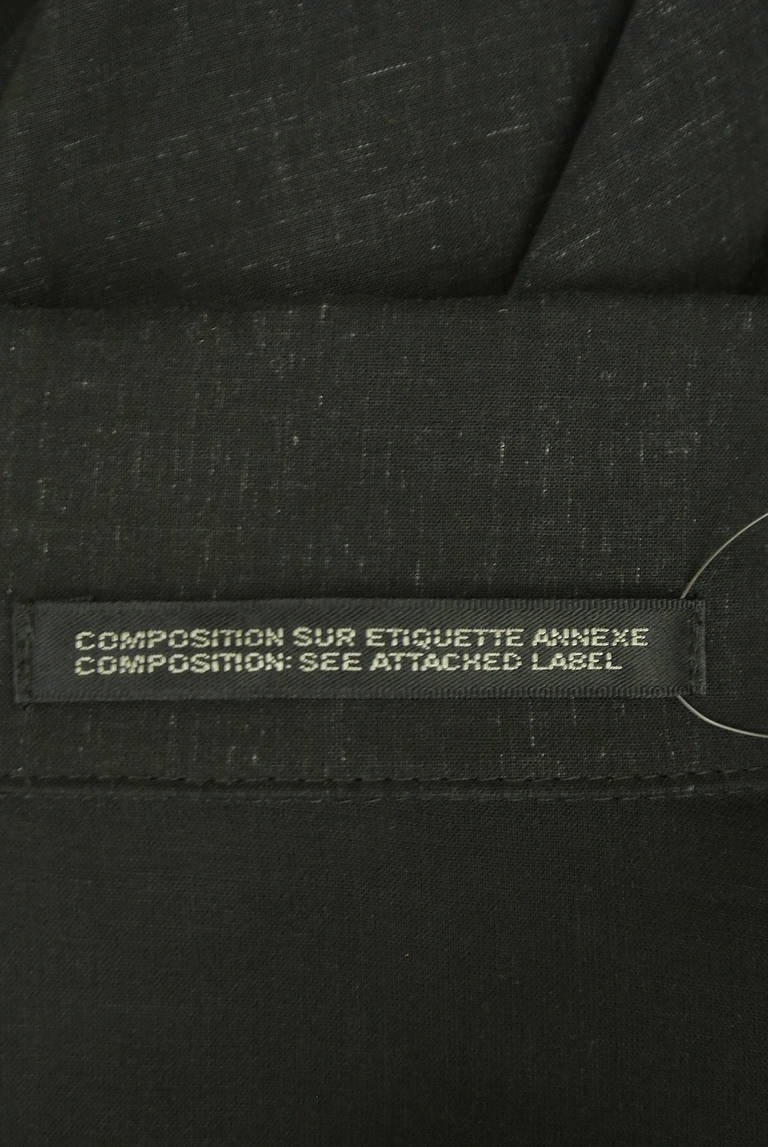 COMPOSITION SUR ETIQUETTE ANNEXE
COMPOSITION: SEE ATTACHED LABEL